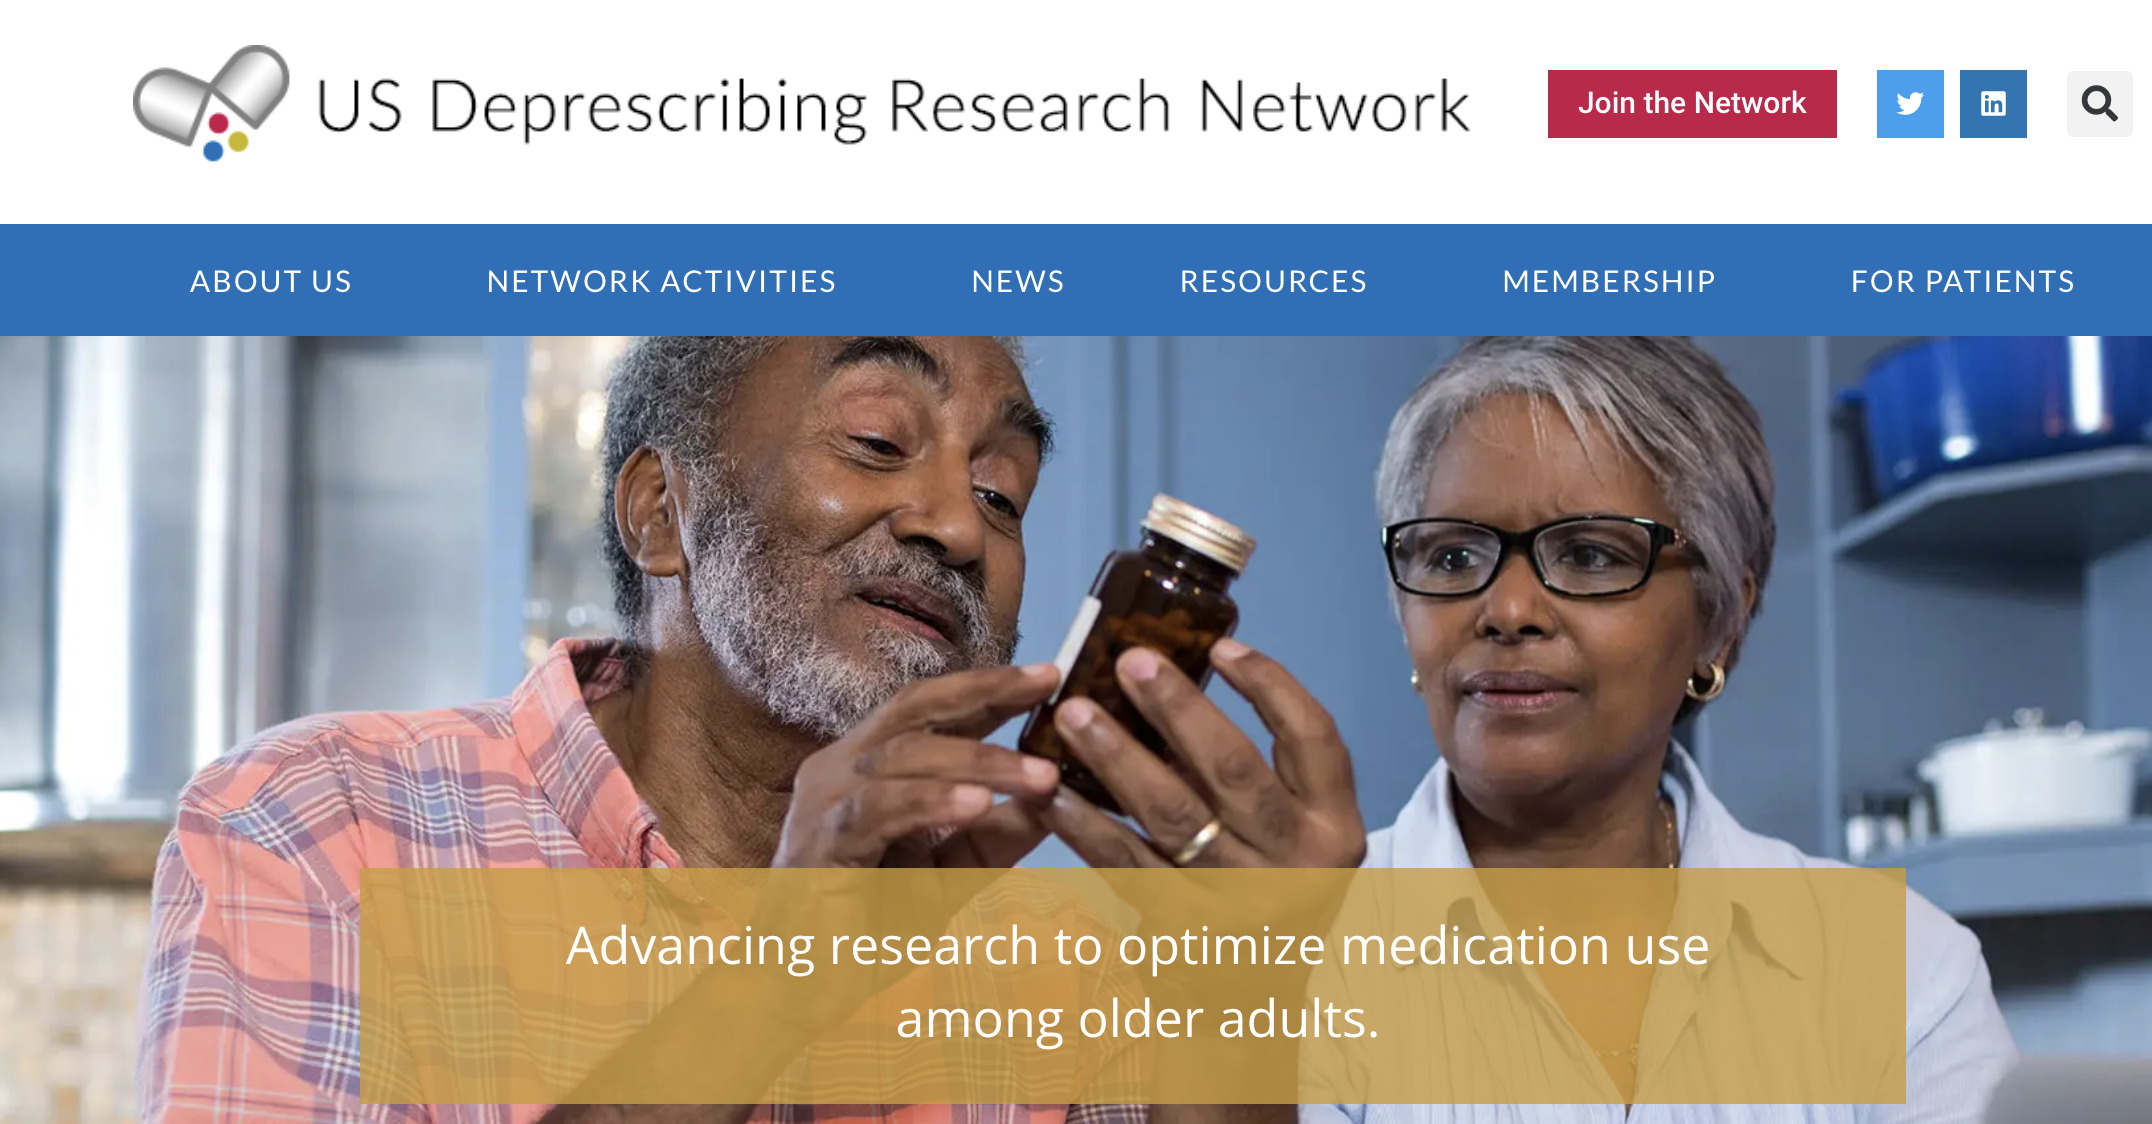 US Deprescribing Research Network
Join the Network
in
ABOUT US
NETWORK ACTIVITIES
NEWS
RESOURCES
MEMBERSHIP
FOR PATIENTS
Advancing research to optimize medication use
among older adults.